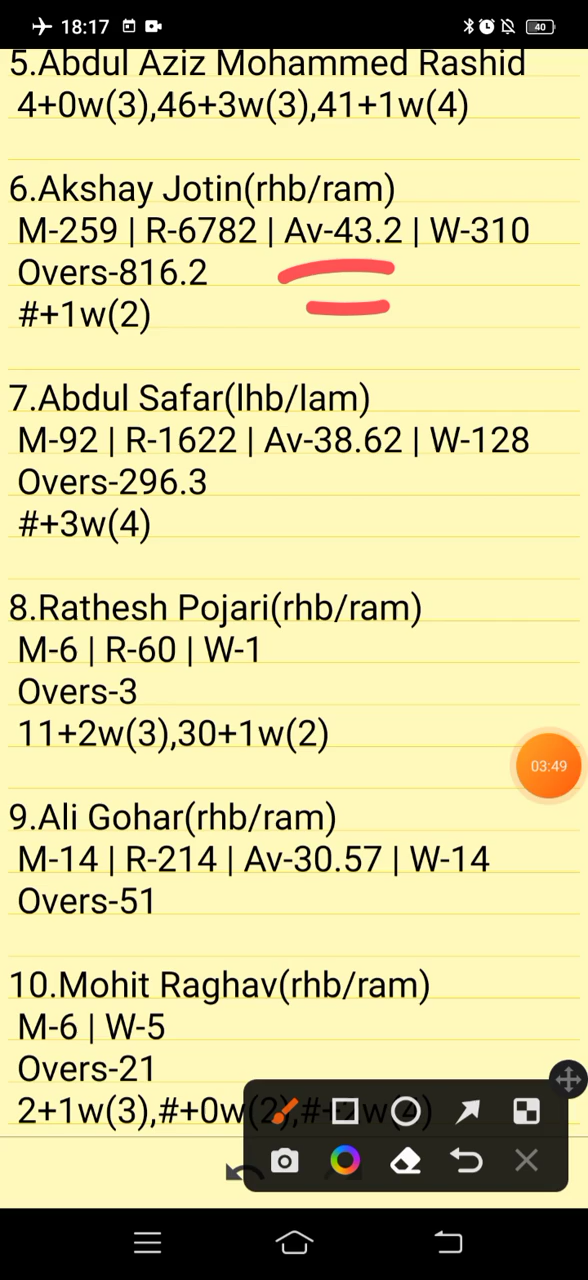 18:17
40
5.Abdul Aziz Mohammed Rashid
4+0w(3),46+3w(3),41+1w(4)
6.Akshay Jotin(rhb/ram)
M-259 | R-6782 | Av-43.2 | W-310
Overs-816.2
#+1w(2)
7.Abdul Safar(lhb/lam)
M-92 | R-1622 | Av-38.62 | W-128
Overs-296.3
#+3w(4)
8.Rathesh Pojari(rhb/ram)
M-6 | R-60 | W-1
Overs-3
11+2w(3),30+1w(2)
03:49
9.Ali Gohar(rhb/ram)
M-14 | R-214 | Av-30.57 | W-14
Overs-51
10.Mohit Raghav(rhb/ram)
M-6 | W-5
Overs-21
2+1w(3),#+0w(2),#+2w(4)